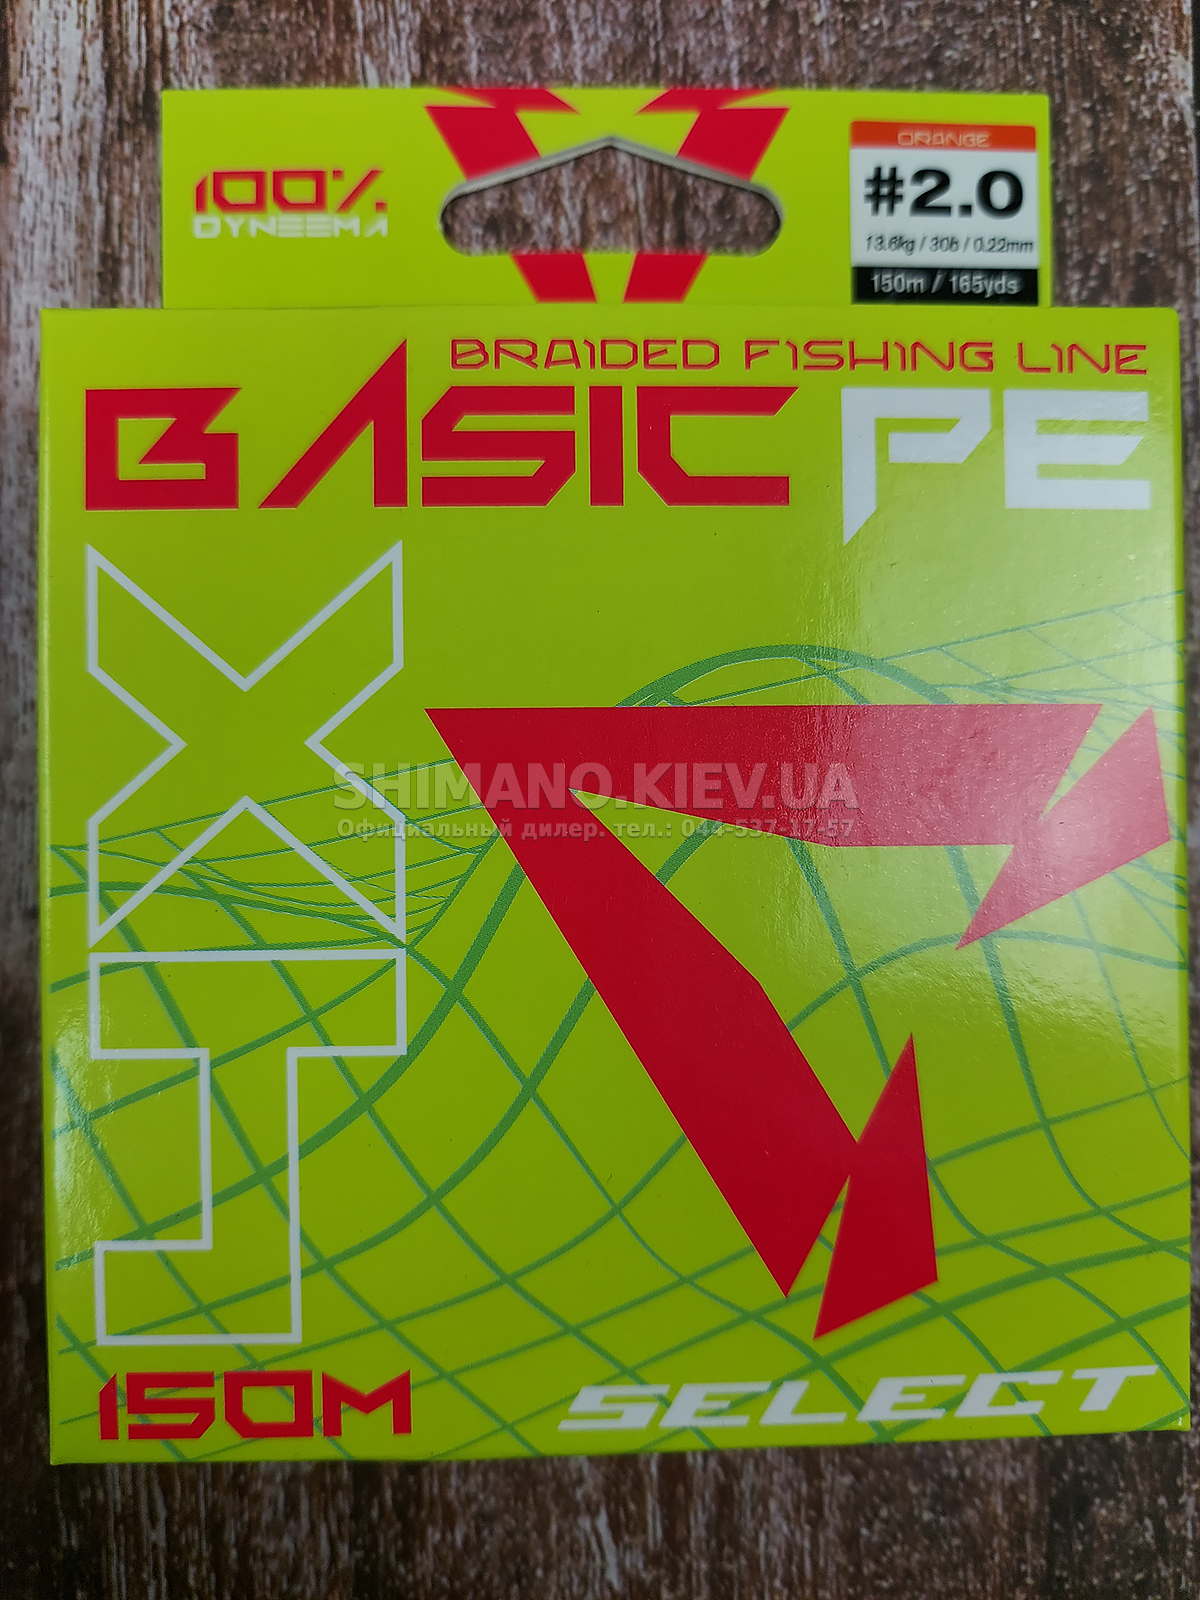 100%
DYNEEMA
ORANGE
#2.0
13.6kg / 30lb / 0.22mm
150m / 165yds
BRAIDED FISHING LINE
BASIC PE
JTX
SHIMANO.KIEV.UA
Официальный дилер. тел.: 044-537-17-57
150M
SELECT